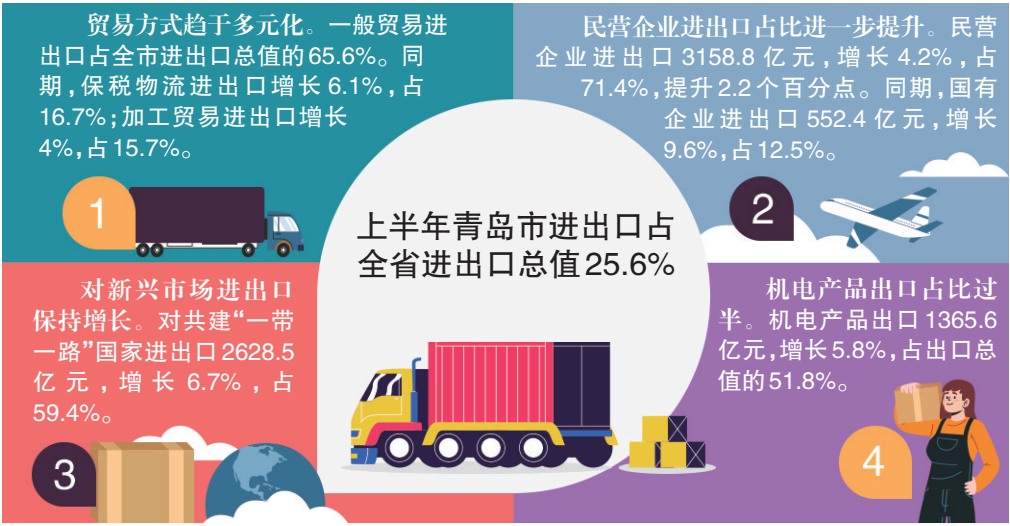 贸易方式趋于多元化。一般贸易进
出口占全市进出口总值的65.6%。同
期,保税物流进出口增长6.1%,占
16.7%;加工贸易进出口增长
4%,占15.7%。
1
民营企业进出口占比进一步提升。民营
企业进出口3158.8亿元,增长4.2%,占
71.4%,提升2.2个百分点。同期,国有
企业进出口552.4亿元,增长
9.6%,占12.5%。
2
上半年青岛市进出口占
全省进出口总值25.6%
对新兴市场进出口
保持增长。对共建“一带
一路”国家进出口2628.5
亿元,增长6.7%,占
59.4%。
3
机电产品出口占比过
半。机电产品出口1365.6
亿元,增长5.8%,占出口总
值的51.8%。
4